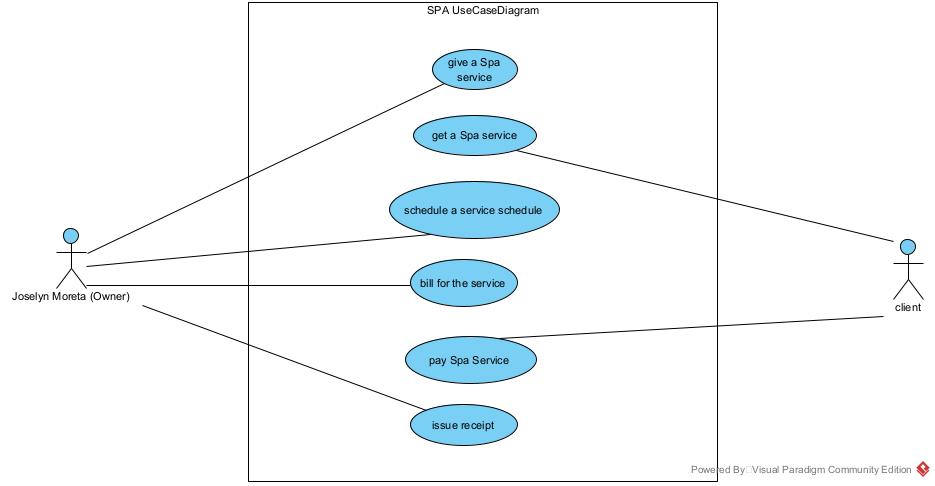 SPA UseCaseDiagram
give a Spa
service
get a Spa service
schedule a service schedule
Joselyn Moreta (Owner)
bill for the service
client
pay Spa Service
issue receipt
Powered By Visual Paradigm Community Edition